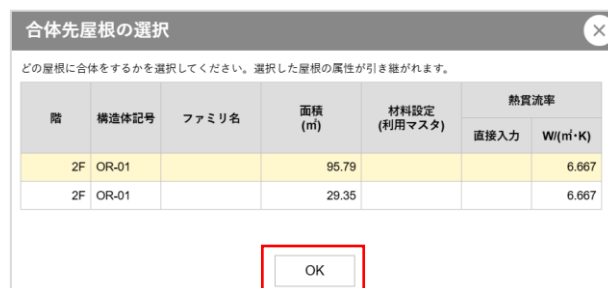 合体先屋根の選択
どの屋根に合体をするかを選択してください。選択した屋根の属性が引き継がれます。
階 構造体記号 ファミリ名 面積(㎡) 材料設定(利用マスタ) 熱貫流率
直接入力 W/(㎡・K)
2F OR-01 95.79 6.667
2F OR-01 29.35 6.667
OK